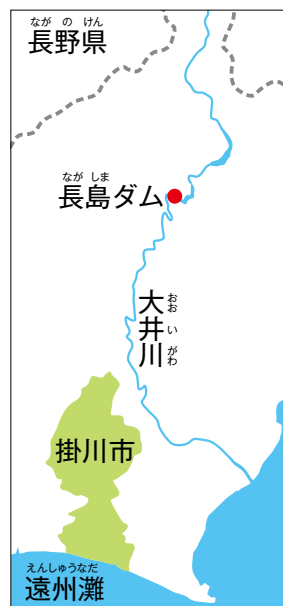 ながのけん
長野県
ながしま
長島ダム
おおいがわ
大井川
掛川市
えんしゅうなだ
遠州灘